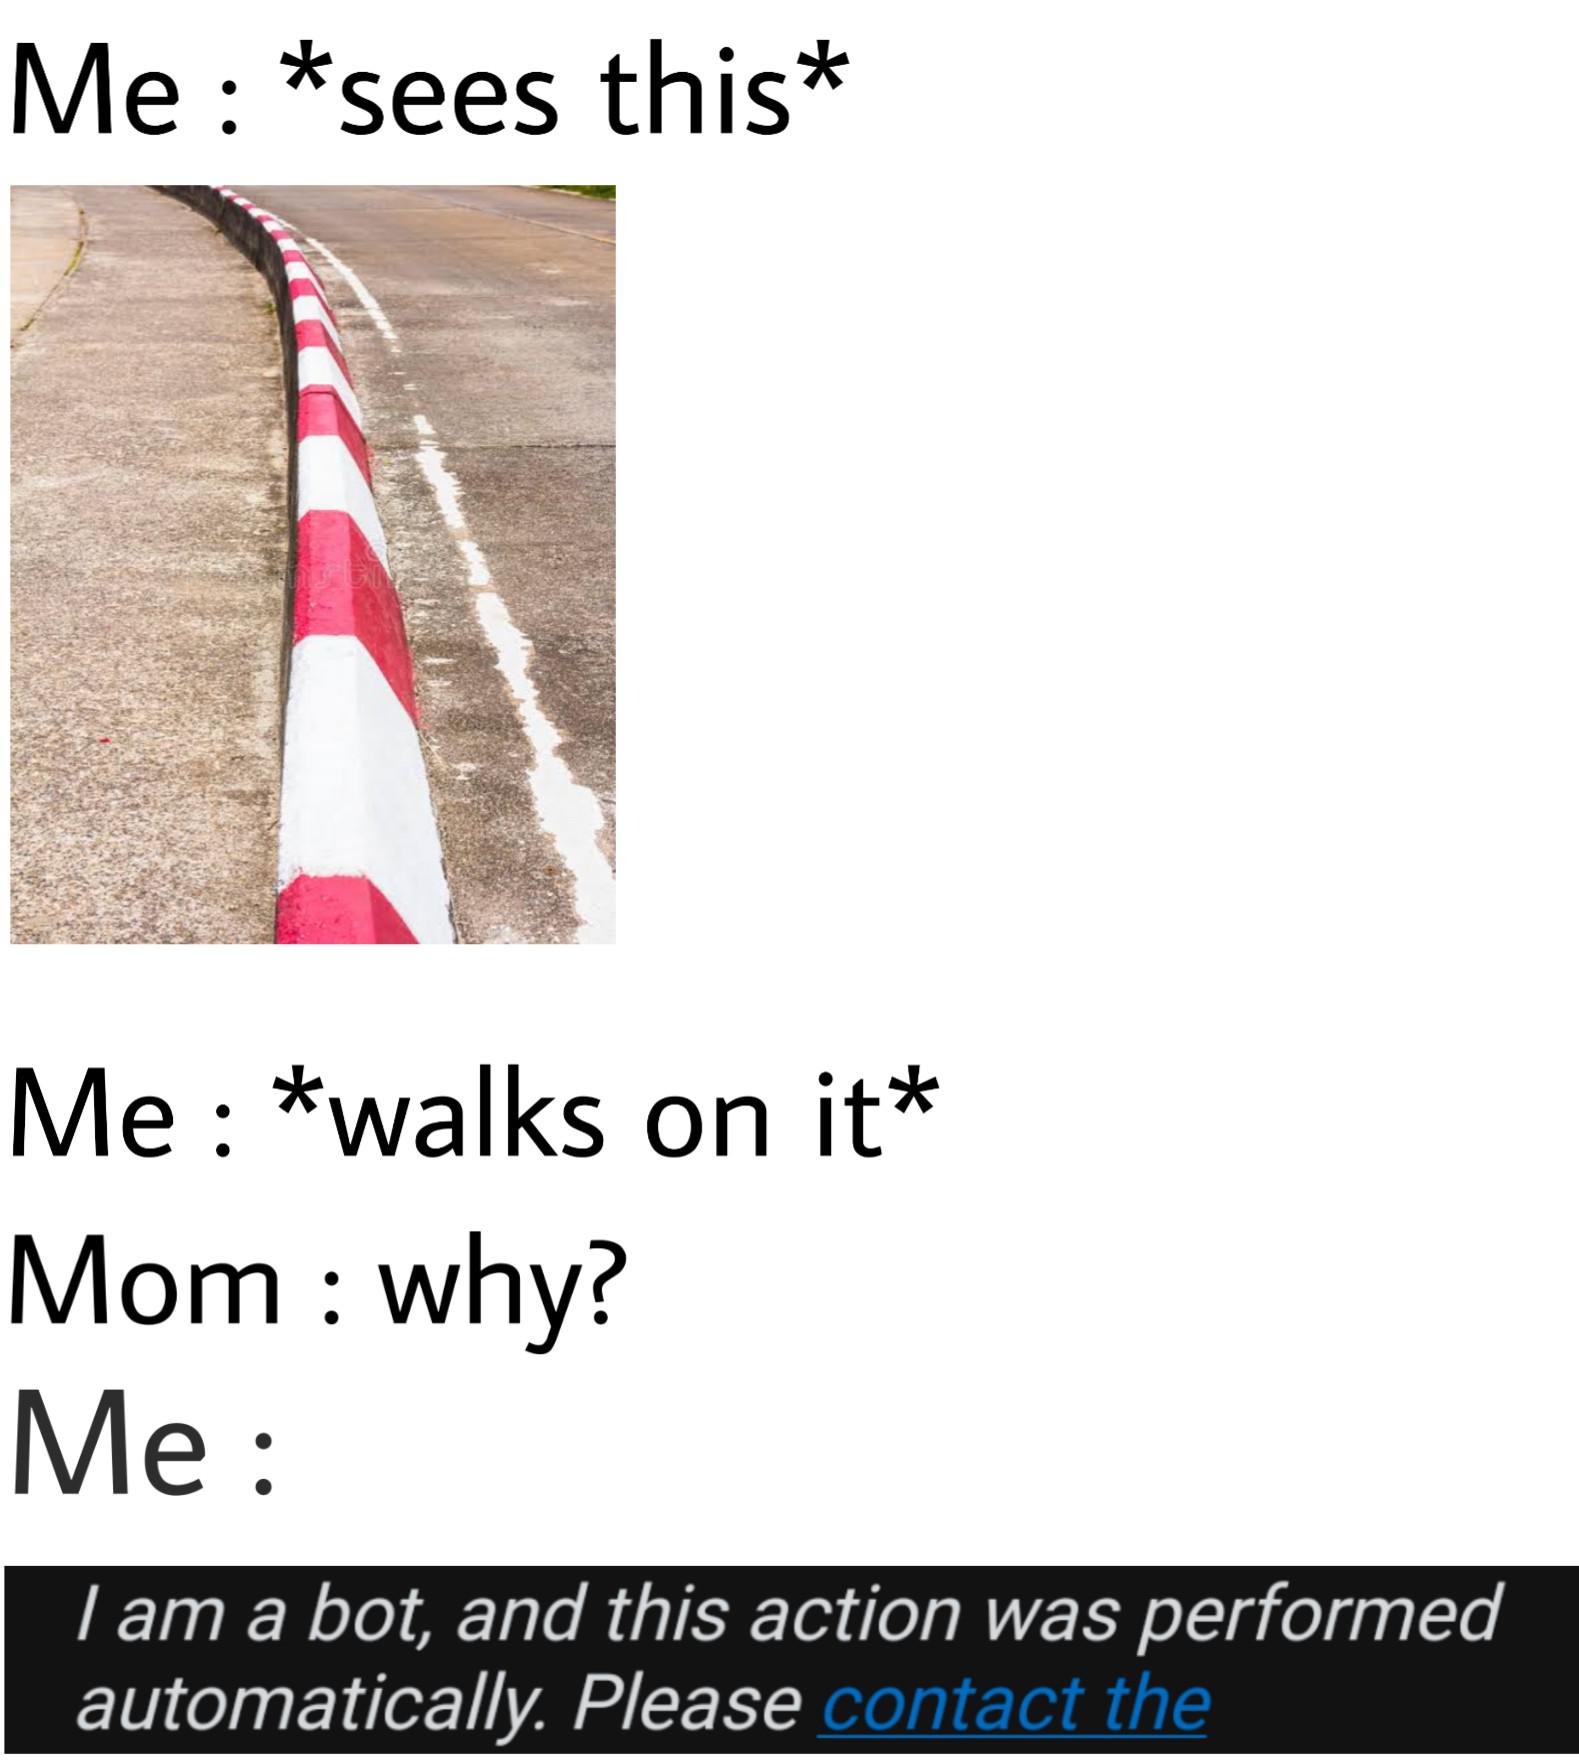 Me : *sees this*
Me : *walks on it*
Mom : why?
Me :
I am a bot, and this action was performed
automatically. Please contact the